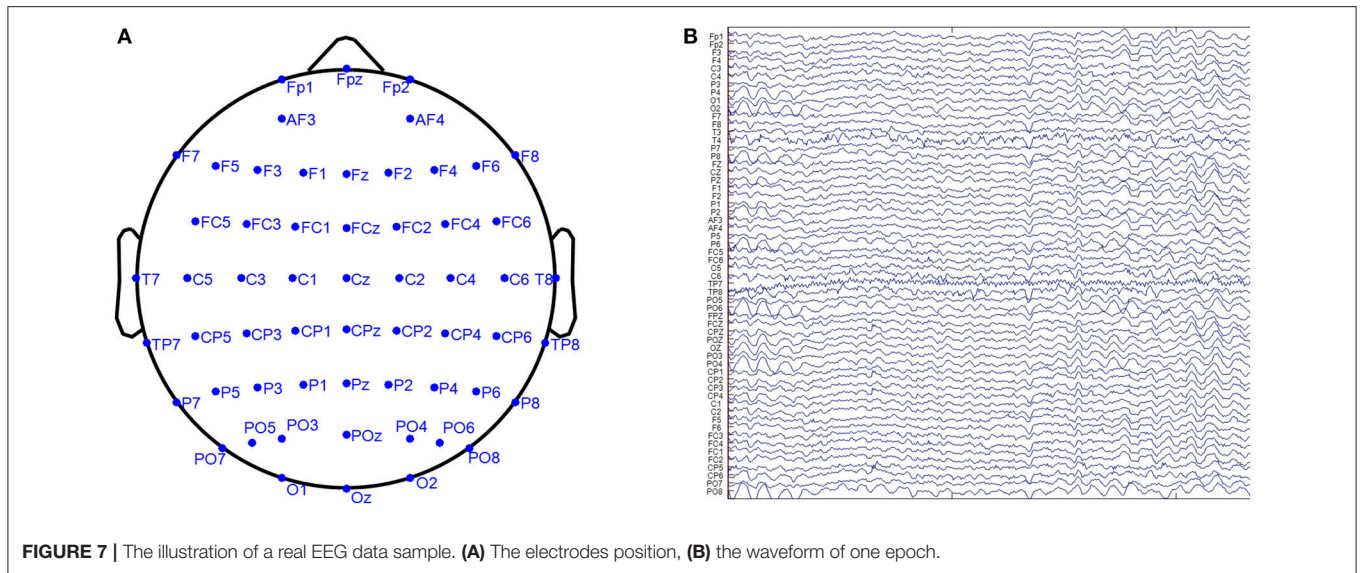 A
Fpz
Fp1
Fp2
AF3
AF4
F7
F8
F5
F3
F1
Fz
F2
F4
F6
FC5
FC3
FC1
FCz
FC2
FC4
FC6
T7
C5
C3
C1
Cz
C2
C4
C6
T8
CP5
CP3
CP1
CPz
CP2
CP4
CP6
TP7
TP8
P7
P5
P3
P1
Pz
P2
P4
P6
P8
PO5
PO3
POz
PO4
PO6
PO7
PO8
O1
Oz
O2
B
Fp1
Fp2
F3
F4
C3
C4
P3
P4
O1
O2
F7
F8
T3
T4
P7
P8
FZ
CZ
PZ
F1
F2
P1
P2
AF3
AF4
P5
P6
FC5
FC6
C5
C6
TP7
TP8
PO5
PO6
FPZ
FCZ
CPZ
POZ
OZ
PO3
PO4
CP1
CP2
CP3
CP4
C1
C2
F5
F6
FC3
FC4
FC1
FC2
CP5
CP6
PO7
PO8
FIGURE 7 | The illustration of a real EEG data sample. (A) The electrodes position, (B) the waveform of one epoch.